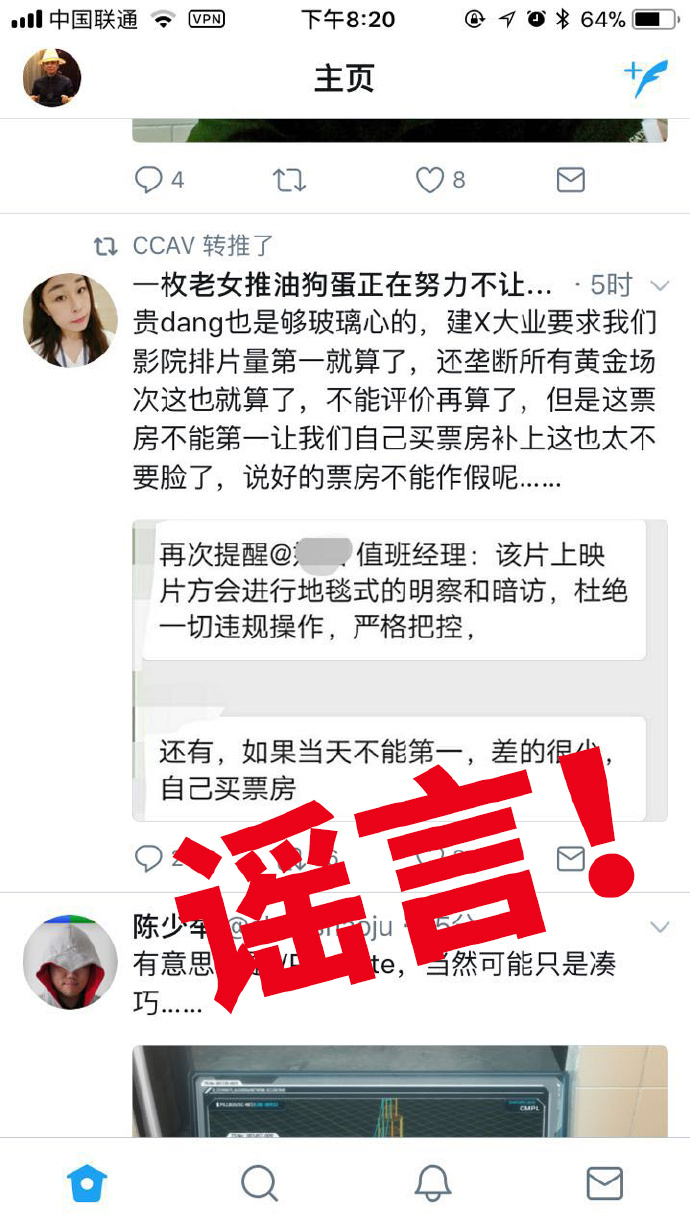 中国联通 VPN 下午8:20 64%
主页
4 8
CCAV 转推了
一枚老女推油狗蛋正在努力不让... · 5时
贵dang也是够玻璃心的，建X大业要求我们
影院排片量第一就算了，还垄断所有黄金场
次这也就算了，不能评价再算了，但是这票
房不能第一让我们自己买票房补上这也太不
要脸了，说好的票房不能作假呢......
再次提醒@ 值班经理：该片上映
片方会进行地毯式的明察和暗访，杜绝
一切违规操作，严格把控，
还有，如果当天不能第一，差的很少，
自己买票房
谣言！
陈少
有意思 ，当然可能只是凑
巧......
CMPL